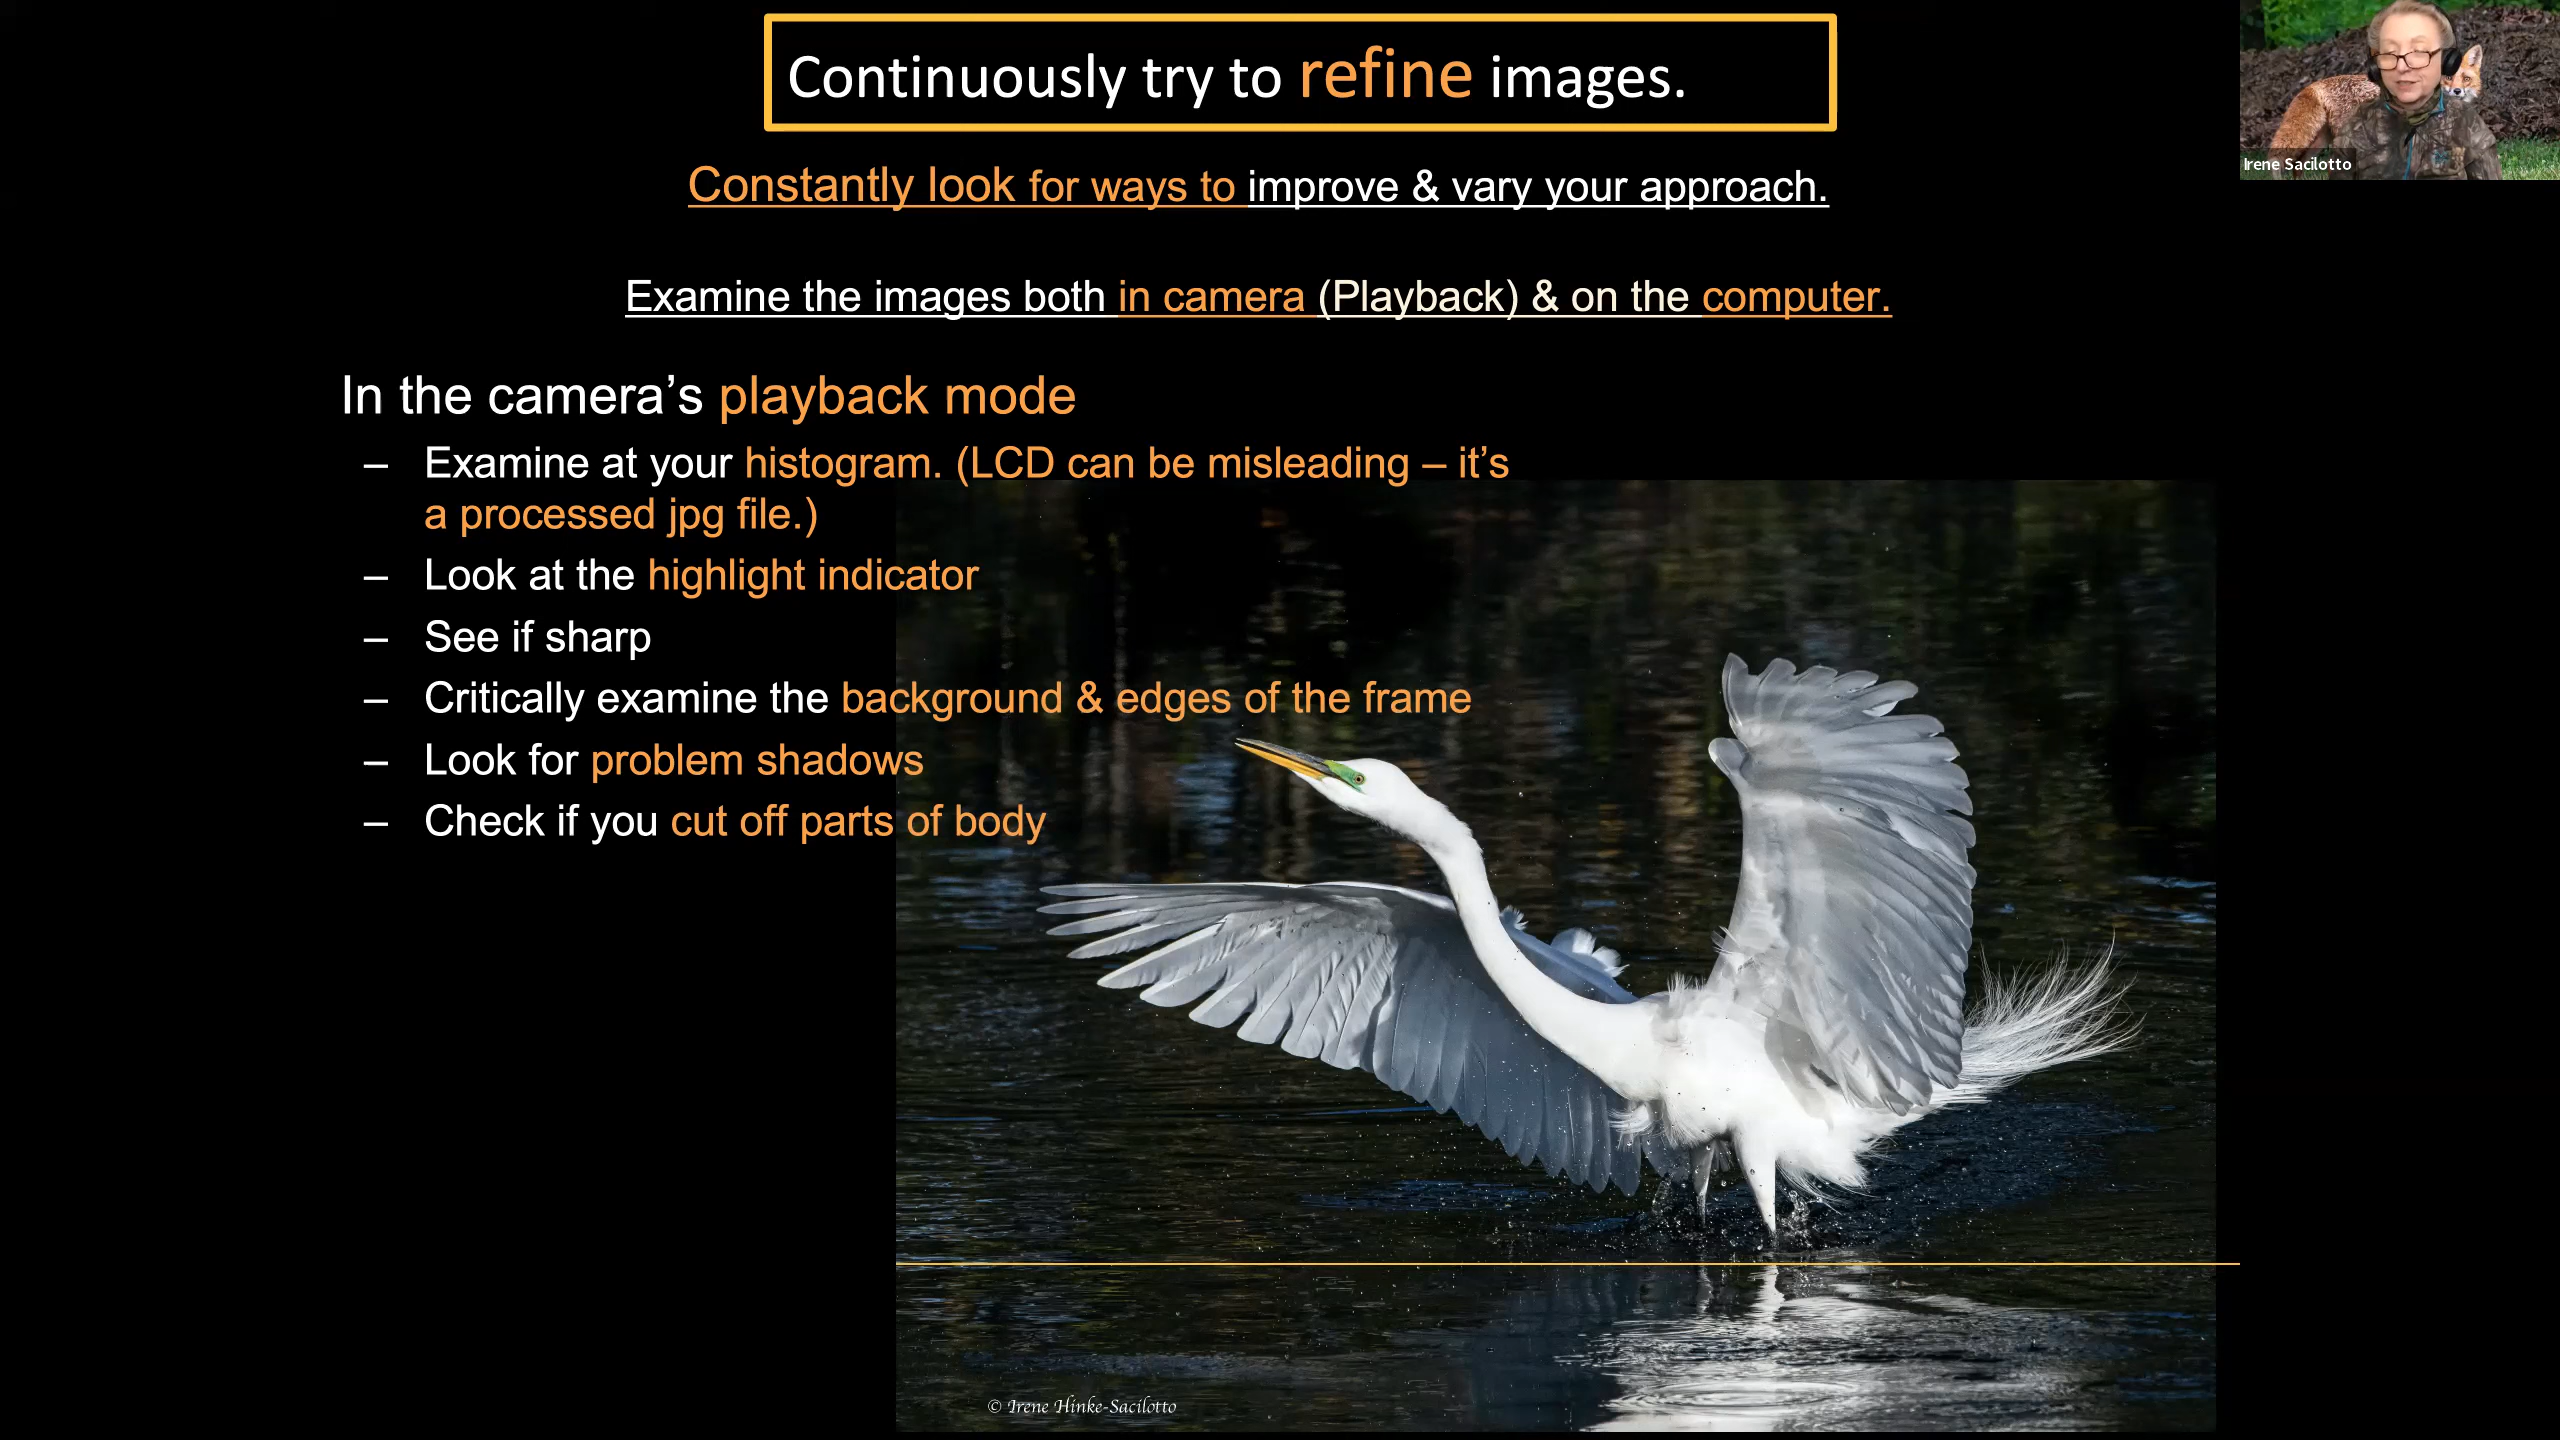 Continuously try to refine images.
Irene Sacilotto
Constantly look for ways to improve & vary your approach.
Examine the images both in camera (Playback) & on the computer.
In the camera’s playback mode
– Examine at your histogram. (LCD can be misleading – it’s
a processed jpg file.)
– Look at the highlight indicator
– See if sharp
– Critically examine the background & edges of the frame
– Look for problem shadows
– Check if you cut off parts of body
© Irene Hinke-Sacilotto